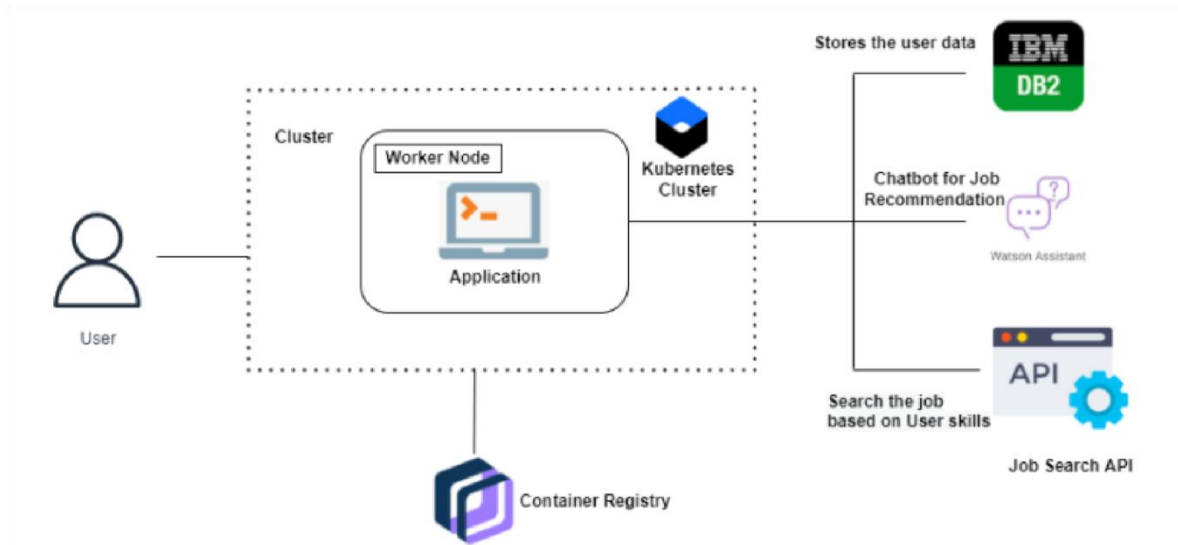 Stores the user data
IBM
DB2
Cluster
Worker Node
Kubernetes
Cluster
Application
Chatbot for Job
Recommendation
Watson Assistant
User
API
Search the job
based on User skills
Job Search API
Container Registry